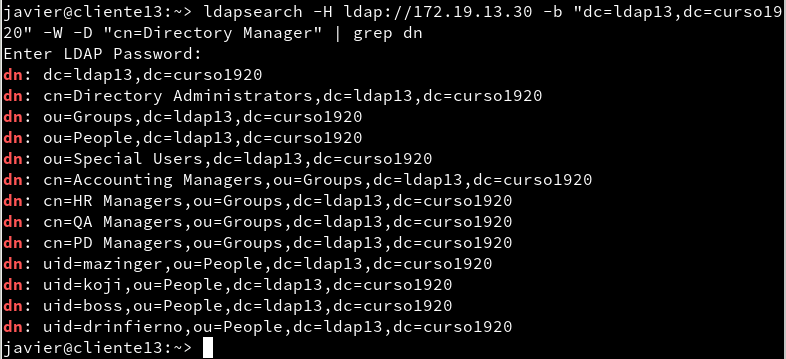 javier@cliente13:~> ldapsearch -H ldap://172.19.13.30 -b "dc=ldap13,dc=curso19
20" -W -D "cn=Directory Manager" | grep dn
Enter LDAP Password:
dn: dc=ldap13,dc=curso1920
dn: cn=Directory Administrators,dc=ldap13,dc=curso1920
dn: ou=Groups,dc=ldap13,dc=curso1920
dn: ou=People,dc=ldap13,dc=curso1920
dn: ou=Special Users,dc=ldap13,dc=curso1920
dn: cn=Accounting Managers,ou=Groups,dc=ldap13,dc=curso1920
dn: cn=HR Managers,ou=Groups,dc=ldap13,dc=curso1920
dn: cn=QA Managers,ou=Groups,dc=ldap13,dc=curso1920
dn: cn=PD Managers,ou=Groups,dc=ldap13,dc=curso1920
dn: uid=mazinger,ou=People,dc=ldap13,dc=curso1920
dn: uid=koji,ou=People,dc=ldap13,dc=curso1920
dn: uid=boss,ou=People,dc=ldap13,dc=curso1920
dn: uid=drinfierno,ou=People,dc=ldap13,dc=curso1920
javier@cliente13:~>